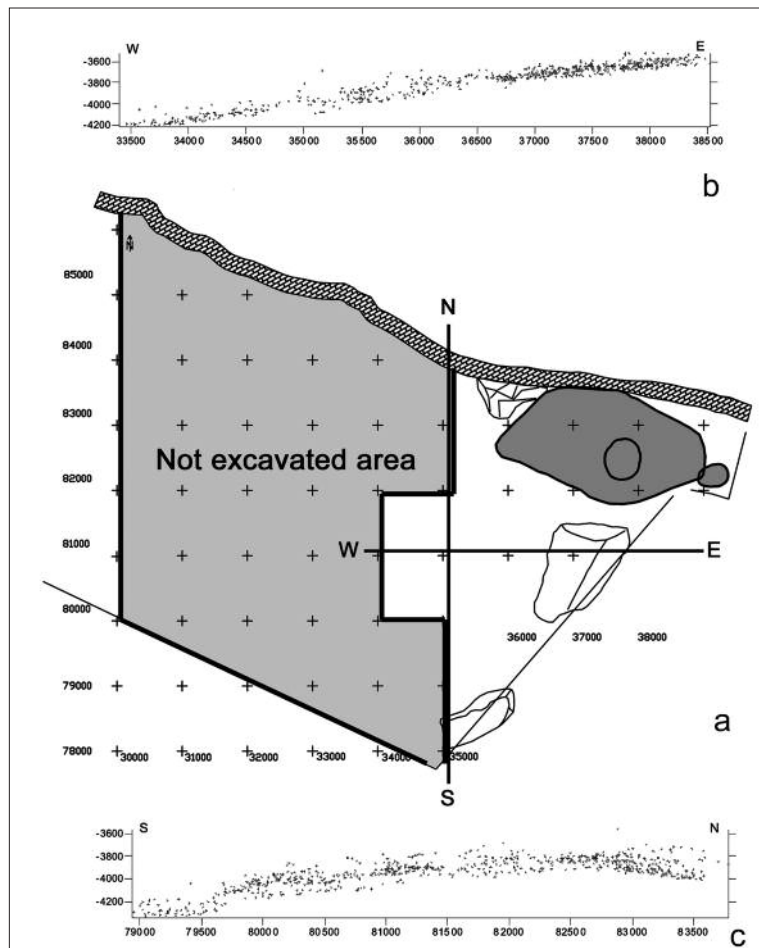 W E
-3600
-3800
-4000
-4200
33500 34000 34500 35000 35500 36000 36500 37000 37500 38000 38500
b
N
85000
N
84000
83000
Not excavated area
82000
81000
W E
80000
36000 37000 38000
79000
a
78000
30000 31000 32000 33000 34000 35000
S
S N
-3600
-3800
-4000
-4200
79000 79500 80000 80500 81000 81500 82000 82500 83000 83500
c